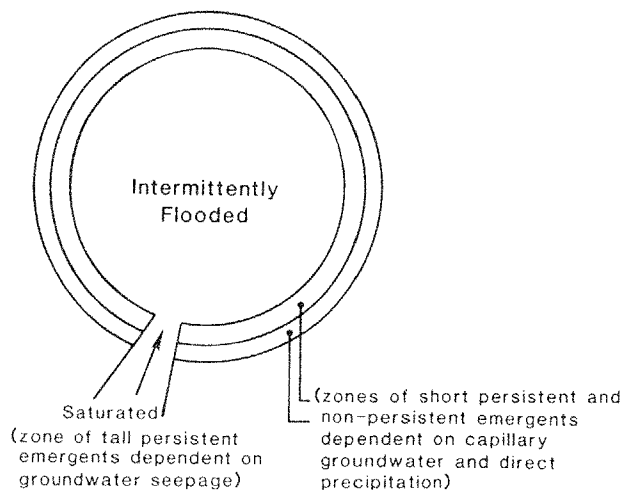 Intermittently
Flooded
Saturated
(zone of tall persistent
emergents dependent on
groundwater seepage)
(zones of short persistent and
non-persistent emergents
dependent on capillary
groundwater and direct
precipitation)